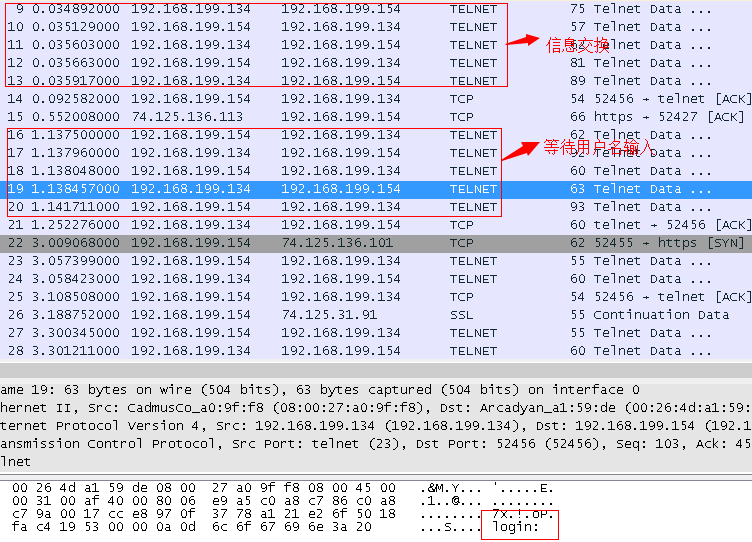 9 0.034892000 192.168.199.134 192.168.199.154 TELNET 75 Telnet Data ...
10 0.035129000 192.168.199.154 192.168.199.134 TELNET 57 Telnet Data ...
11 0.035603000 192.168.199.134 192.168.199.154 TELNET 62 Telnet Data ...
信息交换
12 0.035663000 192.168.199.154 192.168.199.134 TELNET 81 Telnet Data ...
13 0.035917000 192.168.199.134 192.168.199.154 TELNET 89 Telnet Data ...
14 0.092582000 192.168.199.154 192.168.199.134 TCP 54 52456 → telnet [ACK]
15 0.552008000 74.125.136.113 192.168.199.154 TCP 66 https → 52427 [ACK]
16 1.137500000 192.168.199.134 192.168.199.154 TELNET 62 Telnet Data ...
17 1.137960000 192.168.199.154 192.168.199.134 TELNET 92 Telnet Data ...
等待用户名输入
18 1.138048000 192.168.199.134 192.168.199.154 TELNET 60 Telnet Data ...
19 1.138457000 192.168.199.134 192.168.199.154 TELNET 63 Telnet Data ...
20 1.141711000 192.168.199.154 192.168.199.134 TELNET 93 Telnet Data ...
21 1.252276000 192.168.199.134 192.168.199.154 TCP 60 telnet → 52456 [ACK]
22 3.009068000 192.168.199.154 74.125.136.101 TCP 62 52455 → https [SYN]
23 3.057399000 192.168.199.154 192.168.199.134 TELNET 55 Telnet Data ...
24 3.058423000 192.168.199.134 192.168.199.154 TELNET 60 Telnet Data ...
25 3.108508000 192.168.199.154 192.168.199.134 TCP 54 52456 → telnet [ACK]
26 3.188752000 192.168.199.154 74.125.31.91 SSL 55 Continuation Data
27 3.300345000 192.168.199.154 192.168.199.134 TELNET 55 Telnet Data ...
28 3.301211000 192.168.199.134 192.168.199.154 TELNET 60 Telnet Data ...
ame 19: 63 bytes on wire (504 bits), 63 bytes captured (504 bits) on interface 0
hernet II, Src: CadmusCo_a0:9f:f8 (08:00:27:a0:9f:f8), Dst: Arcadyan_a1:59:de (00:26:4d:a1:59:
ternet Protocol Version 4, Src: 192.168.199.134 (192.168.199.134), Dst: 192.168.199.154 (192.1
ansmission Control Protocol, Src Port: telnet (23), Dst Port: 52456 (52456), Seq: 103, Ack: 45
lnet
00 26 4d a1 59 de 08 00 27 a0 9f f8 08 00 45 00 .&M.Y... '.....E.
00 31 00 af 40 00 80 06 e9 a5 c0 a8 c7 86 c0 a8 .1..@... ........
c7 9a 00 17 cc e8 97 0f 37 78 a1 21 e2 6f 50 18 ........ 7x.!.oP.
fa c4 19 53 00 00 0a 0d 6c 6f 67 69 6e 3a 20 ...S.... login: